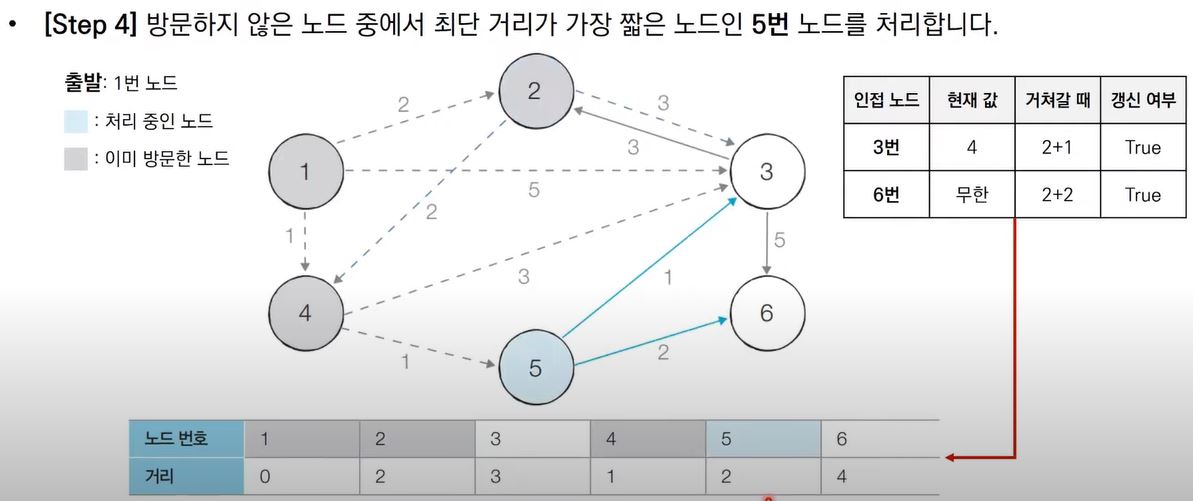 • [Step 4] 방문하지 않은 노드 중에서 최단 거리가 가장 짧은 노드인 5번 노드를 처리합니다.
출발: 1번 노드
: 처리 중인 노드
: 이미 방문한 노드
인접 노드 현재 값 거쳐갈 때 갱신 여부
3번 4 2+1 True
6번 무한 2+2 True
2
2
3
3
1
5
3
1
2
5
3
1
4
6
1
5
2
노드 번호 1 2 3 4 5 6
거리 0 2 3 1 2 4